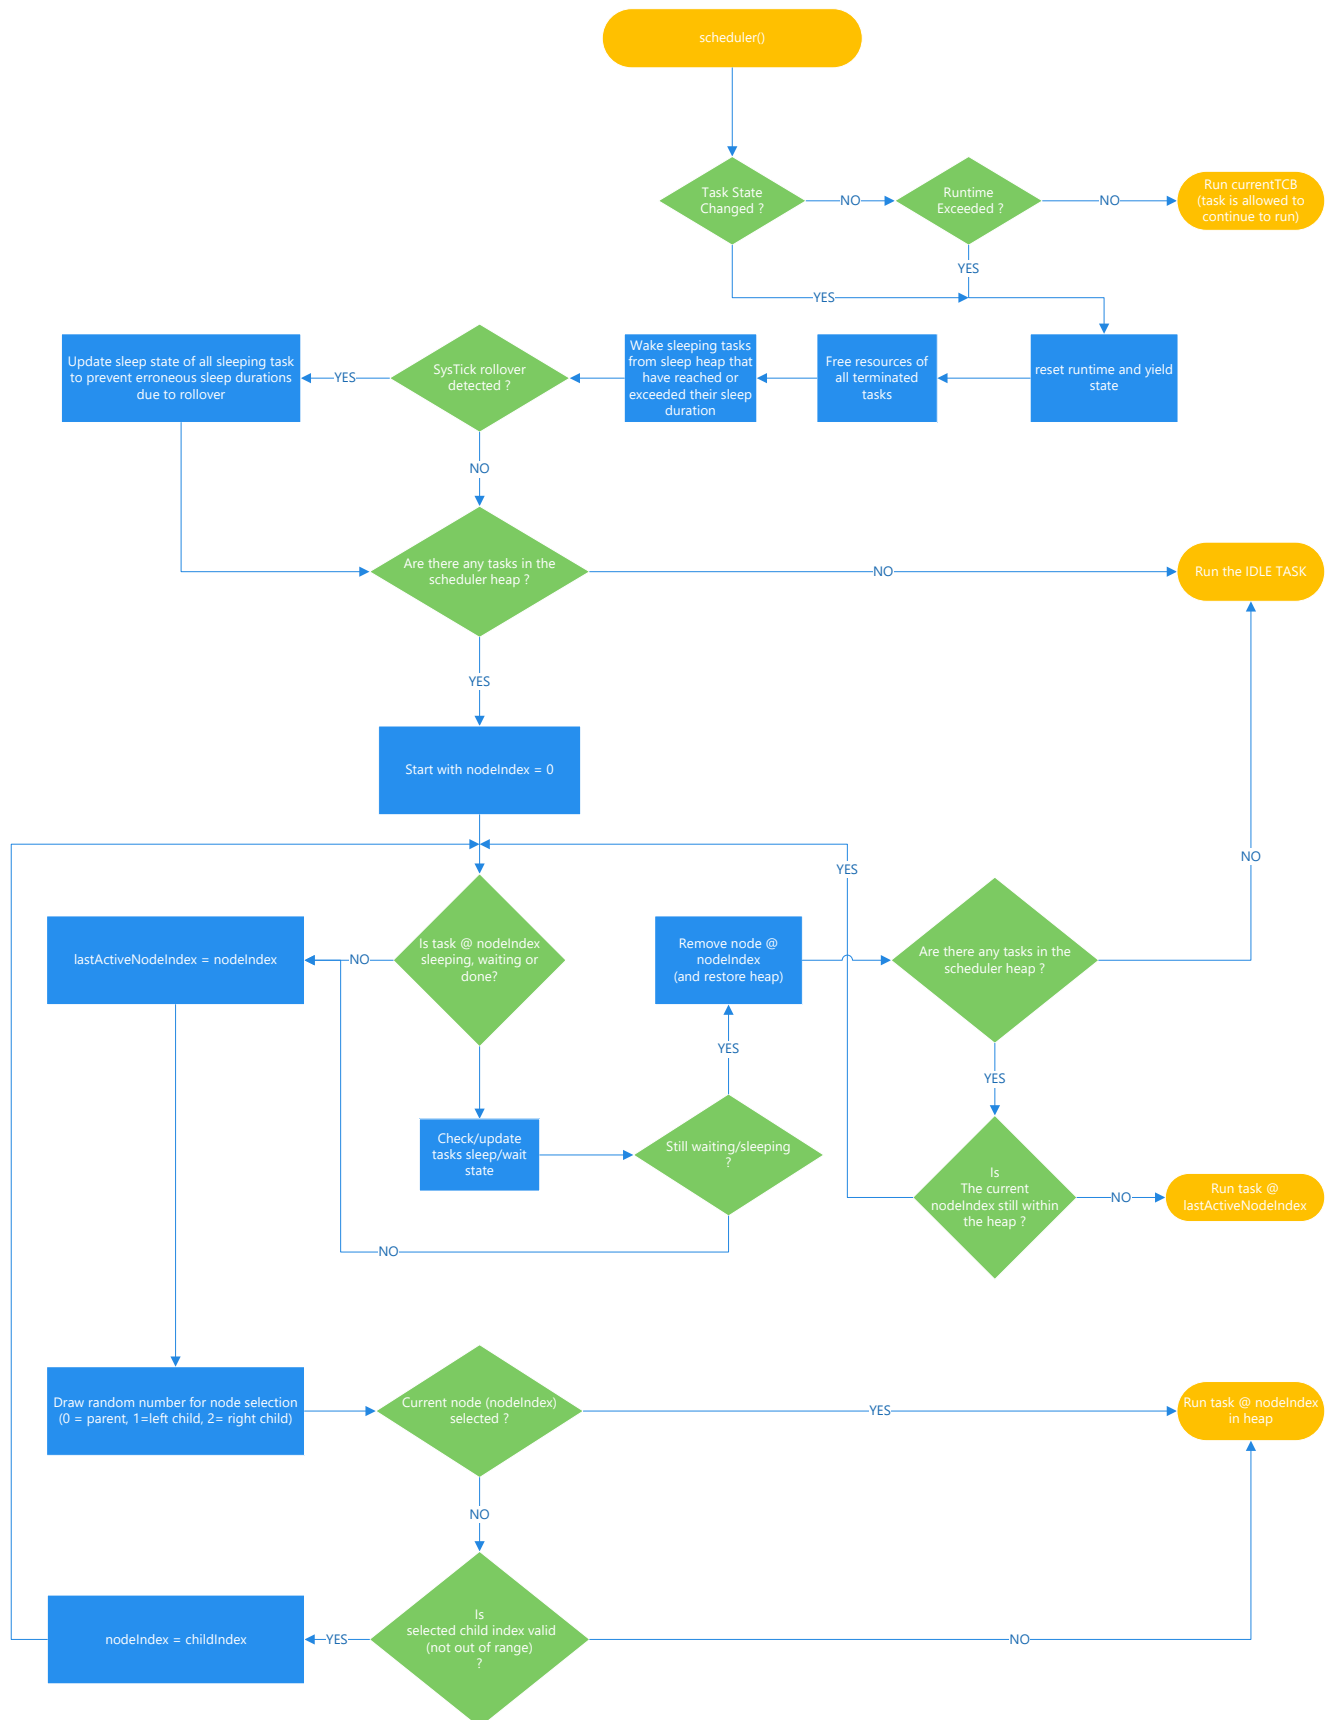 scheduler()
Task State
Changed ?
NO
Runtime
Exceeded ?
NO
Run currentTCB
(task is allowed to
continue to run)
YES
YES
Update sleep state of all sleeping task
to prevent erroneous sleep durations
due to rollover
YES
SysTick rollover
detected ?
Wake sleeping tasks
from sleep heap that
have reached or
exceeded their sleep
duration
Free resources of
all terminated
tasks
reset runtime and yield
state
NO
Are there any tasks in the
scheduler heap ?
NO
Run the IDLE TASK
YES
Start with nodeIndex = 0
YES
NO
lastActiveNodeIndex = nodeIndex
NO
Is task @ nodeIndex
sleeping, waiting or
done?
Remove node @
nodeIndex
(and restore heap)
Are there any tasks in the
scheduler heap ?
YES
YES
Check/update
tasks sleep/wait
state
Still waiting/sleeping
?
Is
The current
nodeIndex still within
the heap ?
NO
Run task @
lastActiveNodeIndex
NO
Draw random number for node selection
(0 = parent, 1=left child, 2= right child)
Current node (nodeIndex)
selected ?
YES
Run task @ nodeIndex
in heap
NO
nodeIndex = childIndex
YES
Is
selected child index valid
(not out of range)
?
NO